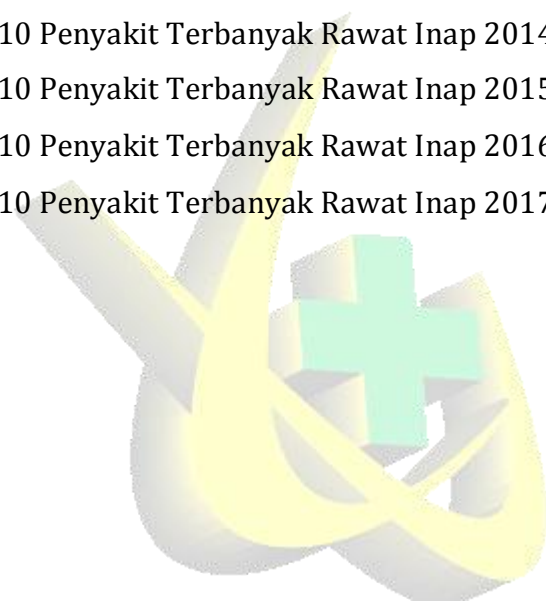 10 Penyakit Terbanyak Rawat Inap 2014
10 Penyakit Terbanyak Rawat Inap 2015
10 Penyakit Terbanyak Rawat Inap 2016
10 Penyakit Terbanyak Rawat Inap 2017